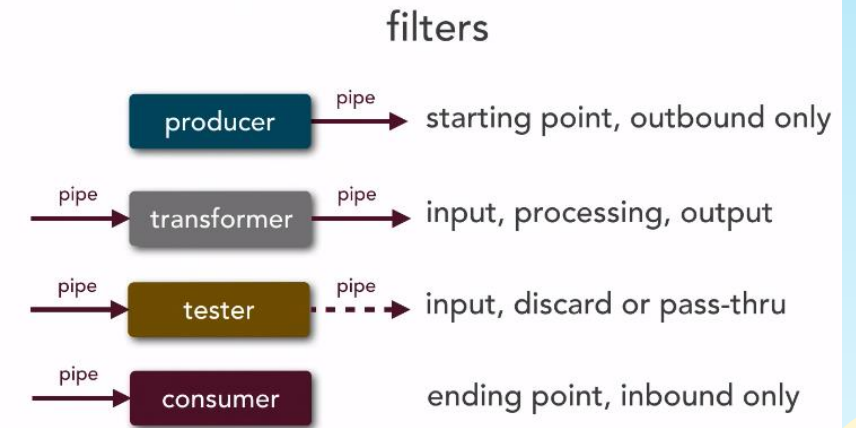 filters
producer pipe starting point, outbound only
pipe transformer pipe input, processing, output
pipe tester pipe input, discard or pass-thru
pipe consumer ending point, inbound only